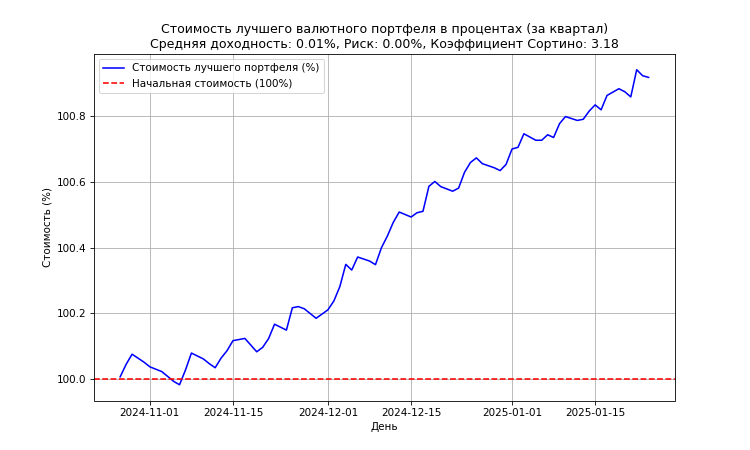 Стоимость лучшего валютного портфеля в процентах (за квартал)
Средняя доходность: 0.01%, Риск: 0.00%, Коэффициент Сортино: 3.18
Стоимость лучшего портфеля (%)
Начальная стоимость (100%)
Стоимость (%)
100.8
100.6
100.4
100.2
100.0
2024-11-01
2024-11-15
2024-12-01
2024-12-15
2025-01-01
2025-01-15
День